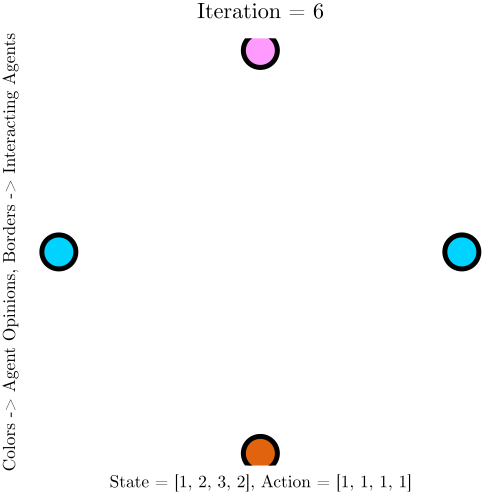 Iteration = 6
Colors -> Agent Opinions, Borders -> Interacting Agents
State = [1, 2, 3, 2], Action = [1, 1, 1, 1]